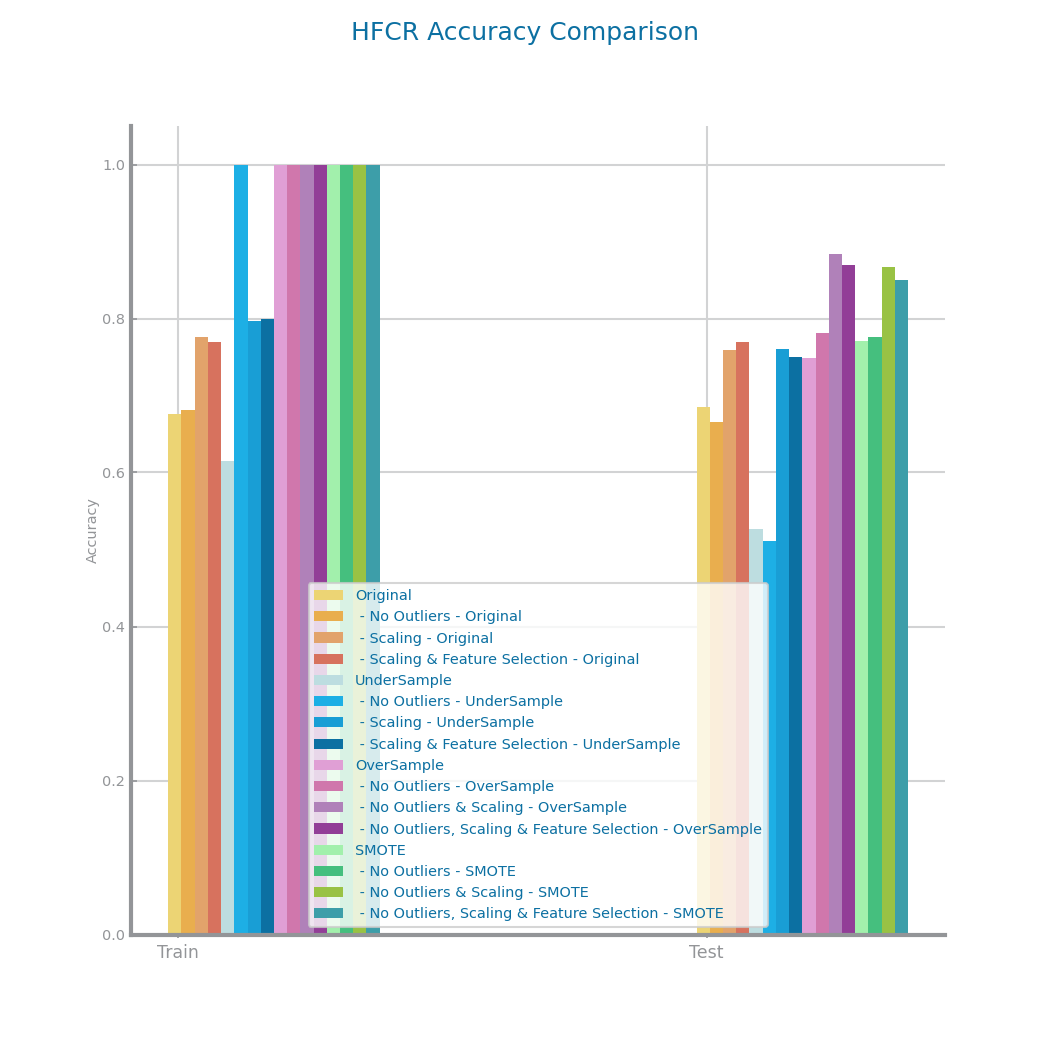 HFCR Accuracy Comparison
1.0
0.8
0.6
0.4
0.2
0.0
Accuracy
Original
- No Outliers - Original
- Scaling - Original
- Scaling & Feature Selection - Original
UnderSample
- No Outliers - UnderSample
- Scaling - UnderSample
- Scaling & Feature Selection - UnderSample
OverSample
- No Outliers - OverSample
- No Outliers & Scaling - OverSample
- No Outliers, Scaling & Feature Selection - OverSample
SMOTE
- No Outliers - SMOTE
- No Outliers & Scaling - SMOTE
- No Outliers, Scaling & Feature Selection - SMOTE
Train
Test